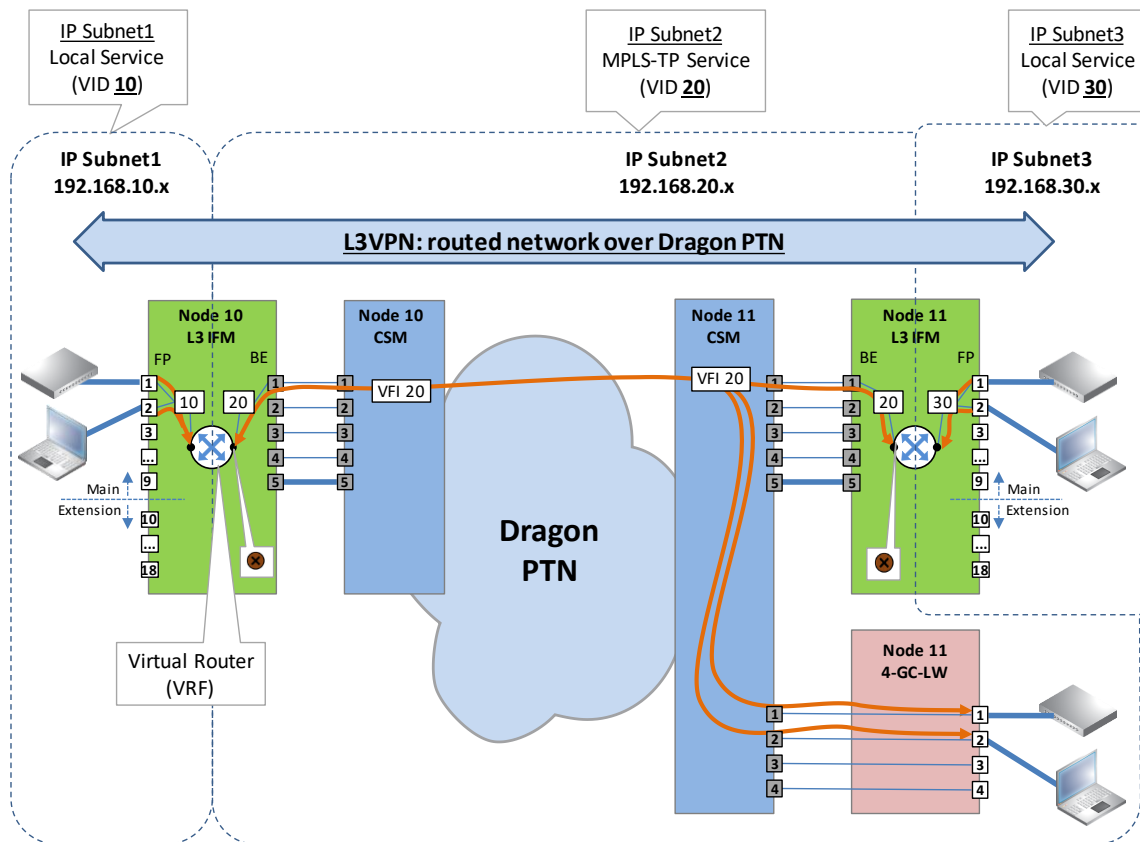 IP Subnet1
Local Service
(VID 10)
IP Subnet2
MPLS-TP Service
(VID 20)
IP Subnet3
Local Service
(VID 30)
IP Subnet1
192.168.10.x
IP Subnet2
192.168.20.x
IP Subnet3
192.168.30.x
L3VPN: routed network over Dragon PTN
Node 10
L3 IFM
FP
BE
1
2
3
...
9
10
...
18
Main
Extension
10
20
1
2
3
4
5
Node 10
CSM
1
2
3
4
5
VFI 20
Virtual Router
(VRF)
Dragon
PTN
Node 11
CSM
VFI 20
1
2
3
4
5
1
2
3
4
Node 11
L3 IFM
BE
FP
1
2
3
4
5
20
30
1
2
3
...
9
10
...
18
Main
Extension
Node 11
4-GC-LW
1
2
3
4